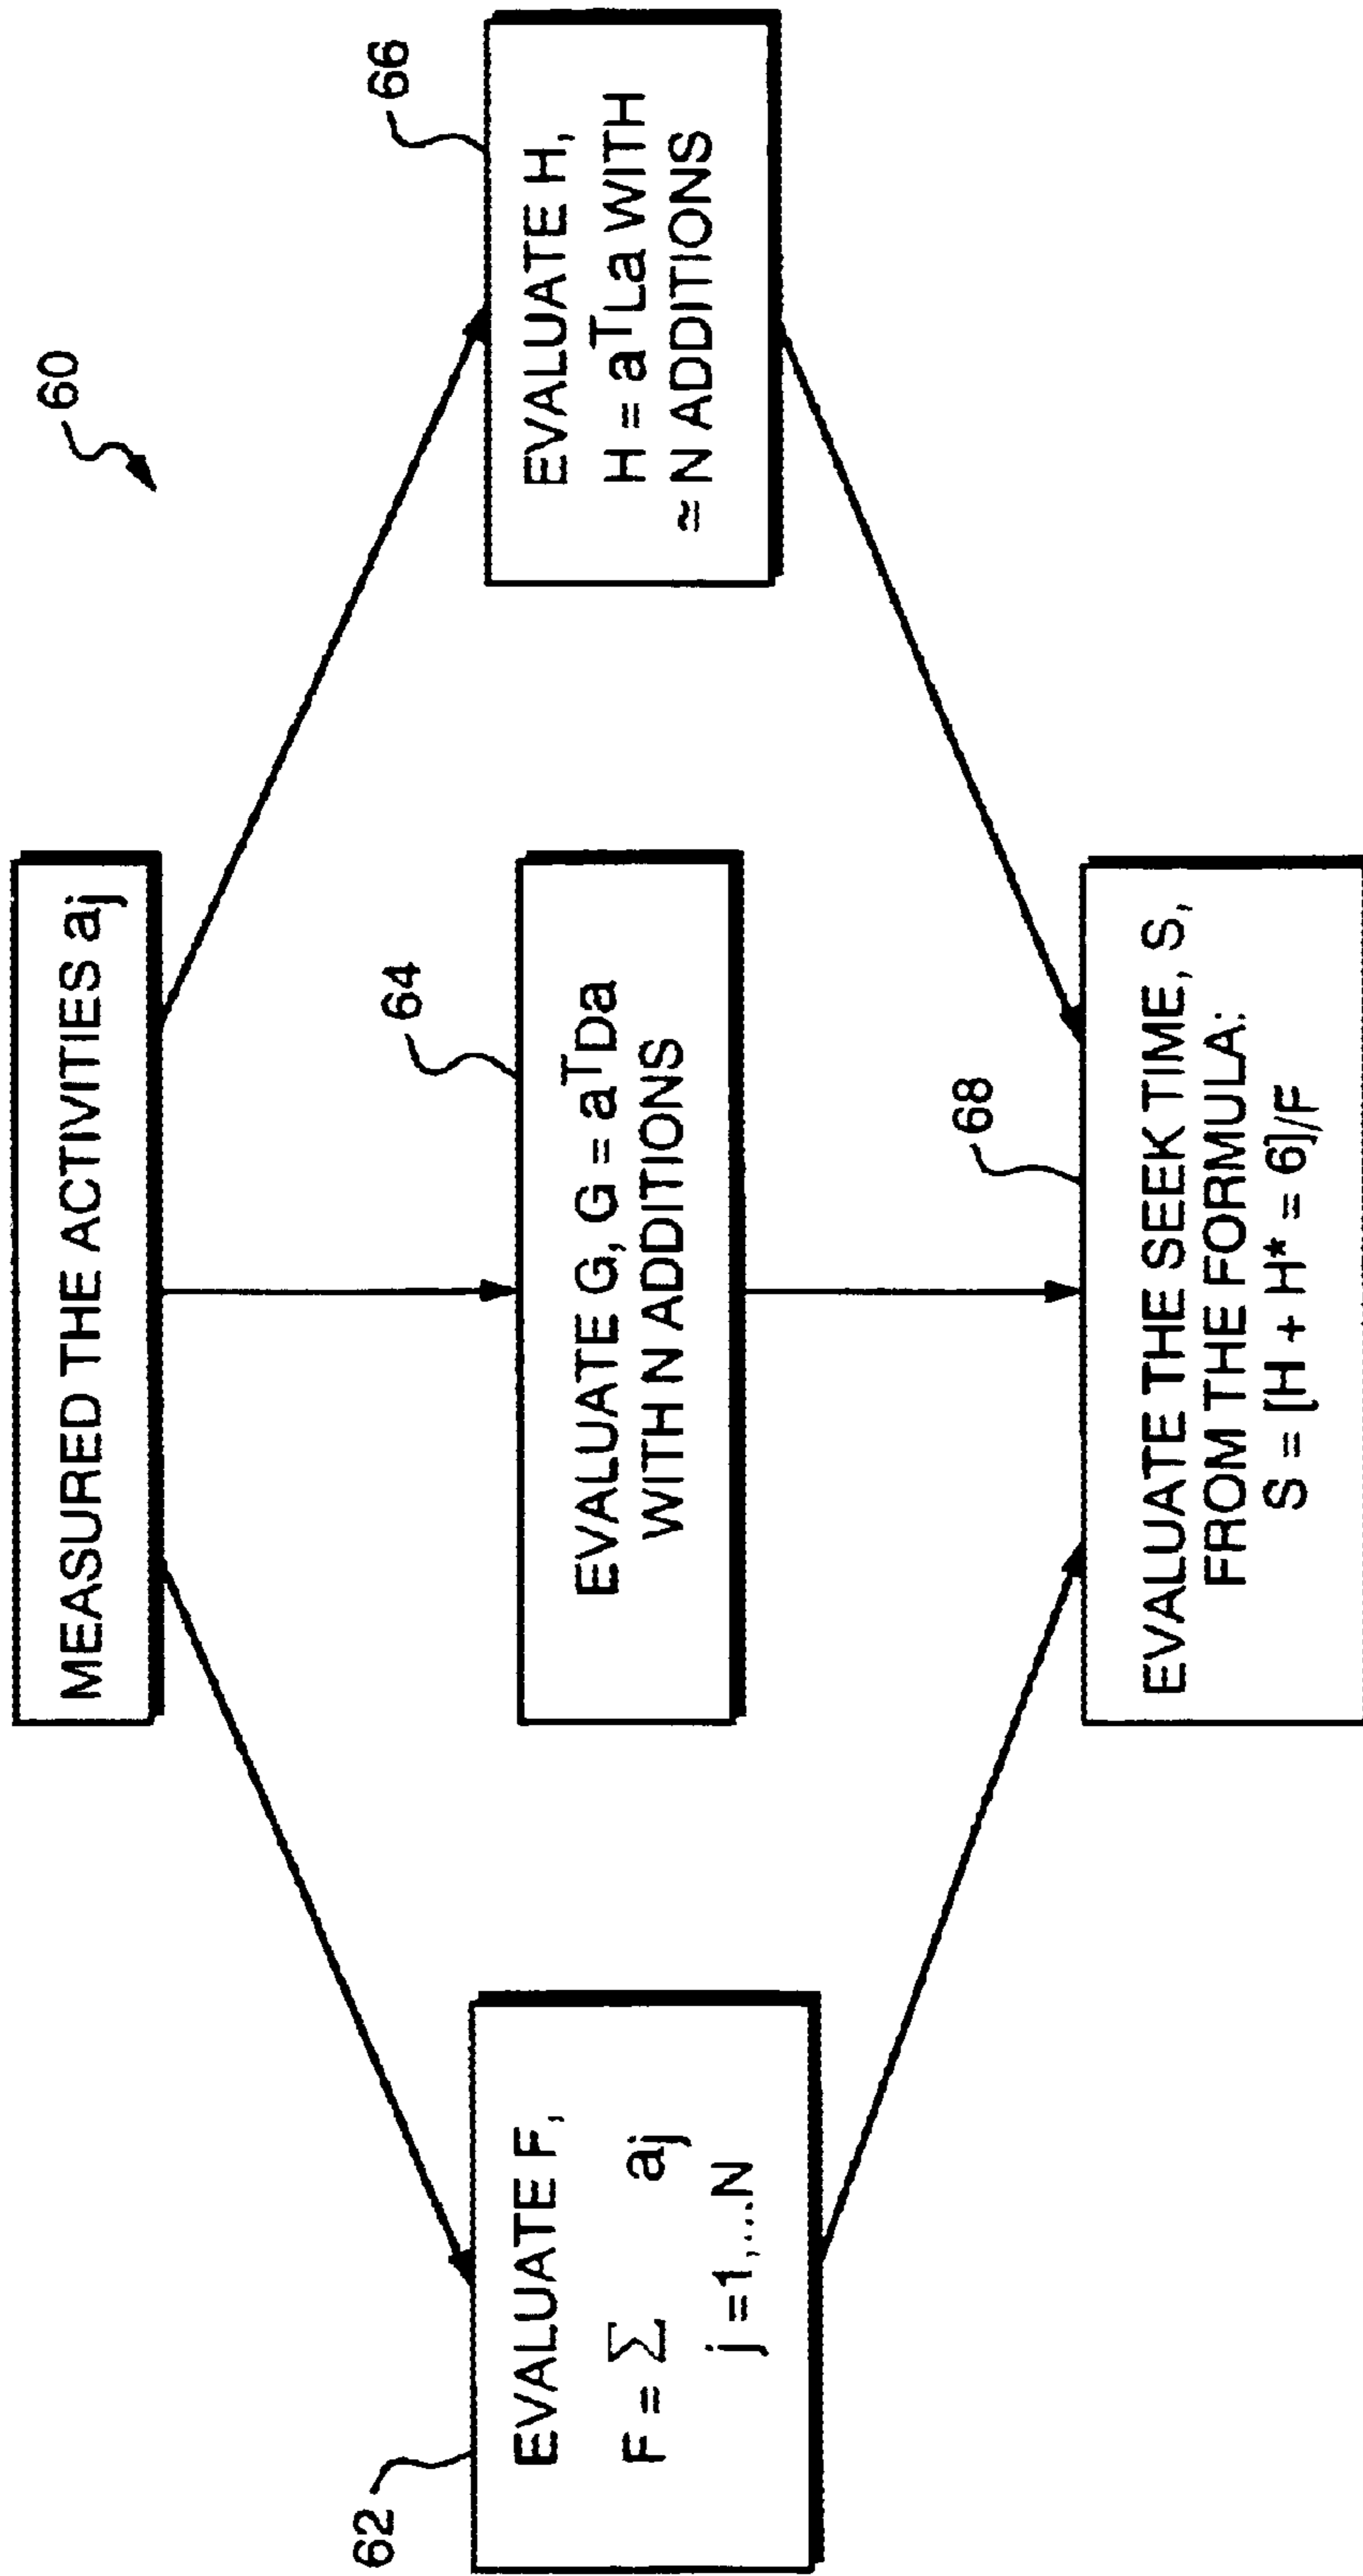 60
MEASURED THE ACTIVITIES aj
62
EVALUATE F,
F = Σ aj
j =1,...N
64
EVALUATE G, G = aTDa
WITH N ADDITIONS
66
EVALUATE H,
H = aTLa WITH
≈ N ADDITIONS
68
EVALUATE THE SEEK TIME, S,
FROM THE FORMULA:
S = [H + H* = 6]/F